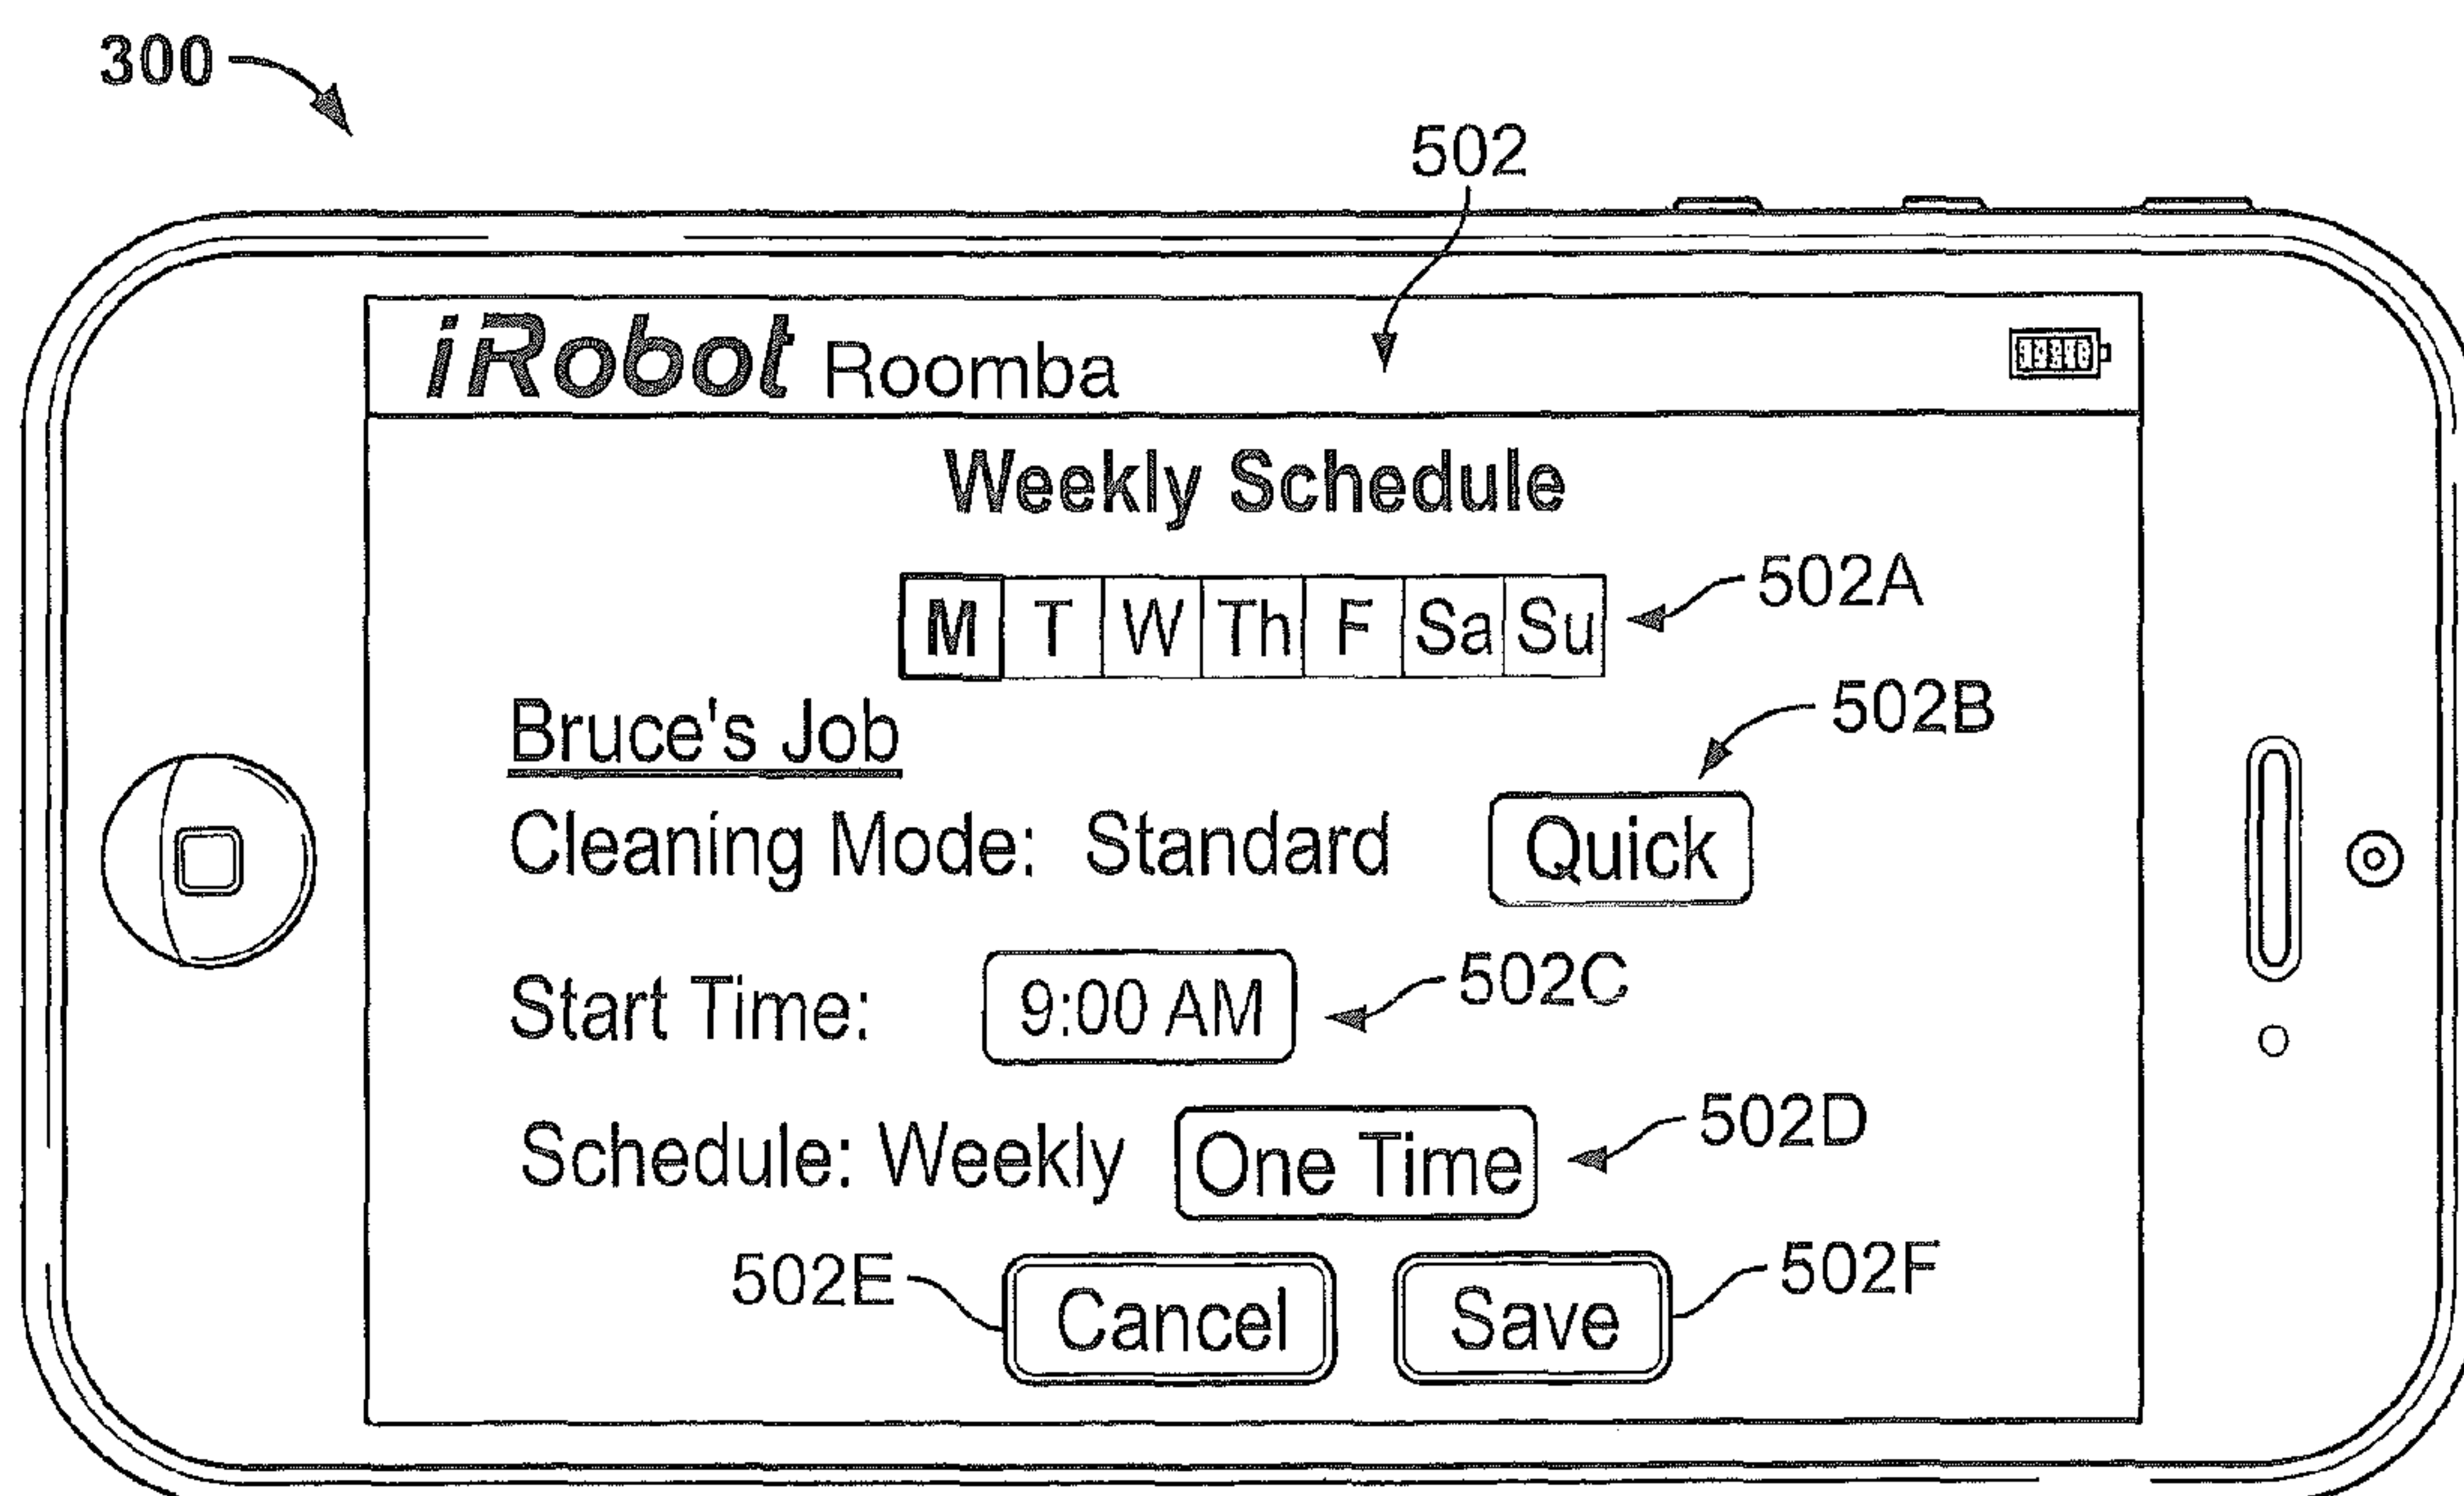 300
502
iRobot Roomba
Weekly Schedule
M T W Th F Sa Su 502A
Bruce's Job 502B
Cleaning Mode: Standard Quick
Start Time: 9:00 AM 502C
Schedule: Weekly One Time 502D
502E Cancel Save 502F